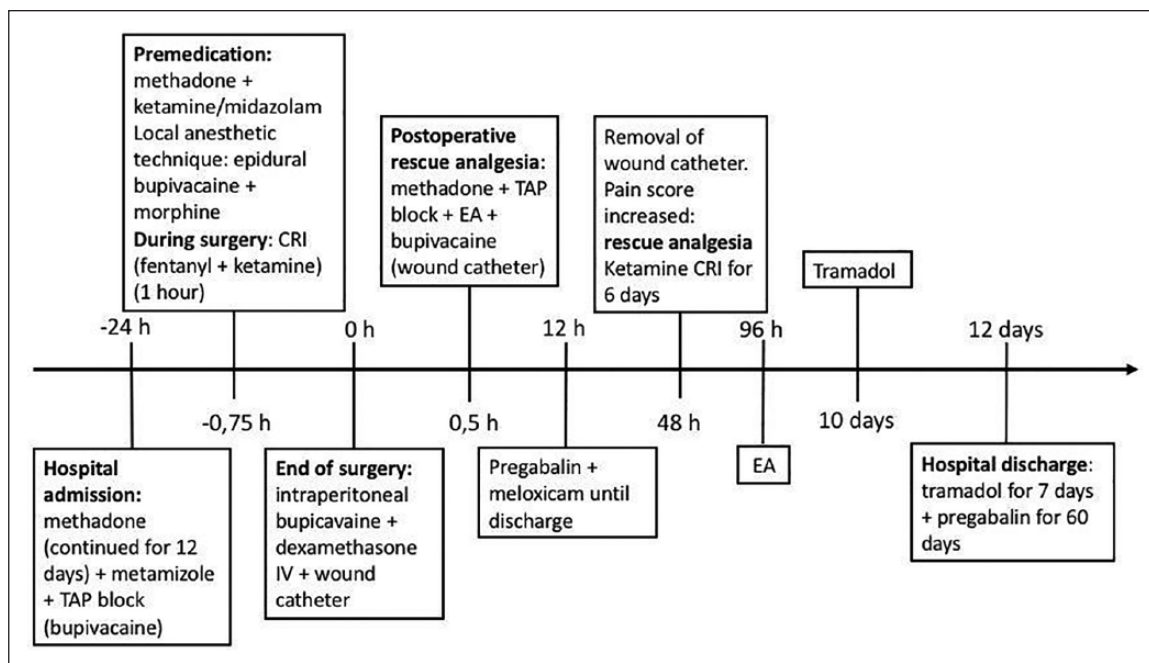 Premedication:
methadone +
ketamine/midazolam
Local anesthetic
technique: epidural
bupivacaine +
morphine
During surgery: CRI
(fentanyl + ketamine)
(1 hour)
Postoperative
rescue analgesia:
methadone + TAP
block + EA +
bupivacaine
(wound catheter)
Removal of
wound catheter.
Pain score
increased:
rescue analgesia
Ketamine CRI for
6 days
Tramadol
-24 h
0 h
12 h
96 h
12 days
-0,75 h
0,5 h
48 h
10 days
Hospital
admission:
methadone
(continued for 12
days) + metamizole
+ TAP block
(bupivacaine)
End of surgery:
intraperitoneal
bupicavaine +
dexamethasone
IV + wound
catheter
Pregabalin +
meloxicam until
discharge
EA
Hospital discharge:
tramadol for 7 days
+ pregabalin for 60
days